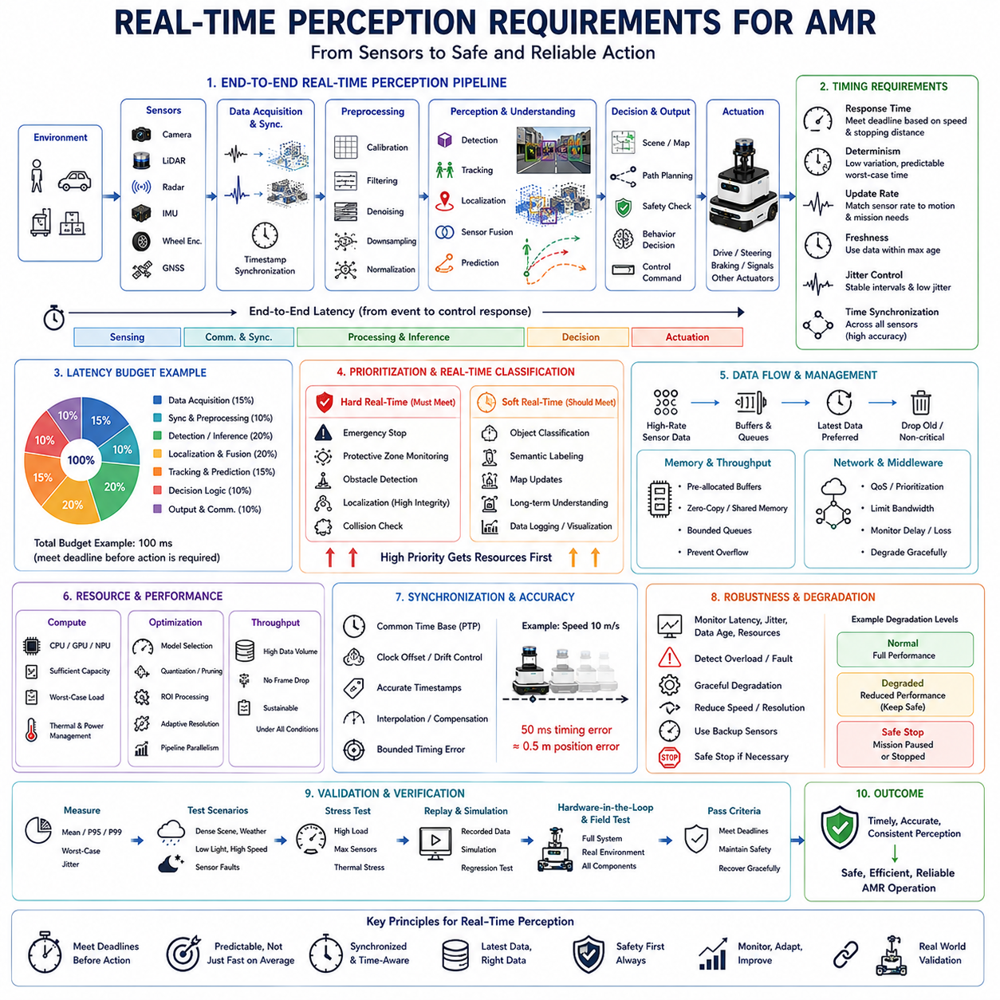 REAL-TIME PERCEPTION REQUIREMENTS FOR AMR
From Sensors to Safe and Reliable Action
1. END-TO-END REAL-TIME PERCEPTION PIPELINE
Environment
Sensors
Camera
LiDAR
Radar
IMU
Wheel Enc.
GNSS
Data Acquisition
& Sync.
Timestamp
Synchronization
Preprocessing
Calibration
Filtering
Denoising
Downsampling
Normalization
Perception & Understanding
Detection
Tracking
Localization
Sensor Fusion
Prediction
Decision & Output
Scene / Map
Path Planning
Safety Check
Behavior
Decision
Control
Command
Actuation
Drive / Steering
Braking / Signals
Other Actuators
End-to-End Latency (from event to control response)
Sensing
Comm. & Sync.
Processing & Inference
Decision
Actuation
2. TIMING REQUIREMENTS
Response Time
Meet deadline based on speed
& stopping distance
Determinism
Low variation, predictable
worst-case time
Update Rate
Match sensor rate to motion
& mission needs
Freshness
Use data within max age
Jitter Control
Stable intervals & low jitter
Time Synchronization
Across all sensors
(high accuracy)
3. LATENCY BUDGET EXAMPLE
10%
15%
10%
10%
100%
15%
20%
20%
Data Acquisition (15%)
Sync & Preprocessing (10%)
Detection / Inference (20%)
Localization & Fusion (20%)
Tracking & Prediction (15%)
Decision Logic (10%)
Output & Comm. (10%)
Total Budget Example: 100 ms
(meet deadline before action is required)
4. PRIORITIZATION & REAL-TIME CLASSIFICATION
Hard Real-Time (Must Meet)
Emergency Stop
Protective Zone Monitoring
Obstacle Detection
Localization (High Integrity)
Collision Check
Soft Real-Time (Should Meet)
Object Classification
Semantic Labeling
Map Updates
Long-term Understanding
Data Logging / Visualization
High Priority Gets Resources First
5. DATA FLOW & MANAGEMENT
High-Rate
Sensor Data
Buffers &
Queues
Latest Data
Preferred
Drop Old /
Non-critical
Memory & Throughput
• Pre-allocated Buffers
• Zero-Copy / Shared Memory
• Bounded Queues
• Prevent Overflow
Network & Middleware
• QoS / Prioritization
• Limit Bandwidth
• Monitor Delay / Loss
• Degrade Gracefully
6. RESOURCE & PERFORMANCE
Compute
CPU / GPU / NPU
Sufficient Capacity
Worst-Case Load
Thermal & Power
Management
Optimization
Model Selection
Quantization / Pruning
ROI Processing
Adaptive Resolution
Pipeline Parallelism
Throughput
High Data Volume
No Frame Drop
Sustainable
Under All Conditions
7. SYNCHRONIZATION & ACCURACY
Common Time Base (PTP)
Clock Offset / Drift Control
Accurate Timestamps
Interpolation / Compensation
Bounded Timing Error
Example: Speed 10 m/s
50 ms timing error
≈ 0.5 m position error
8. ROBUSTNESS & DEGRADATION
Monitor Latency, Jitter,
Data Age, Resources
Detect Overload / Fault
Graceful Degradation
Reduce Speed / Resolution
Use Backup Sensors
STOP
Safe Stop if Necessary
Example Degradation Levels
Normal
Full Performance
Degraded
Reduced Performance
(Keep Safe)
Safe Stop
Mission Paused
or Stopped
9. VALIDATION & VERIFICATION
Measure
Mean / P95 / P99
Worst-Case
Jitter
Test Scenarios
Dense Scene, Weather
Low Light, High Speed
Sensor Faults
Stress Test
High Load
Max Sensors
Thermal Stress
Replay & Simulation
Recorded Data
Simulation
Regression Test
Hardware-in-the-Loop
& Field Test
Full System
Real Environment
All Components
Pass Criteria
Meet Deadlines
Maintain Safety
Recover Gracefully
10. OUTCOME
Timely, Accurate,
Consistent Perception
Safe, Efficient, Reliable
AMR Operation
Key Principles for Real-Time Perception
Meet Deadlines
Before Action
Predictable, Not
Just Fast on Average
Synchronized
& Time-Aware
Latest Data,
Right Data
Safety First
Always
Monitor, Adapt,
Improve
Real World
Validation